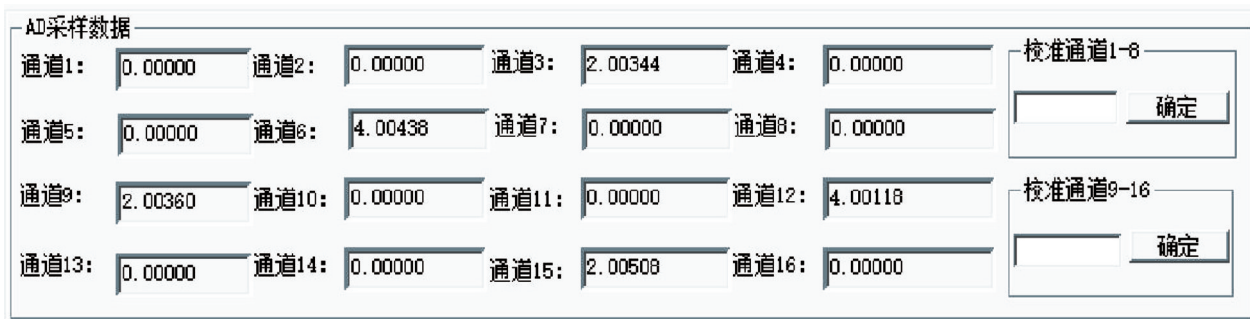 AD采样数据
通道1: 0.00000 通道2: 0.00000 通道3: 2.00344 通道4: 0.00000
校准通道1-8
确定
通道5: 0.00000 通道6: 4.00438 通道7: 0.00000 通道8: 0.00000
通道9: 2.00360 通道10: 0.00000 通道11: 0.00000 通道12: 4.00118
校准通道9-16
确定
通道13: 0.00000 通道14: 0.00000 通道15: 2.00508 通道16: 0.00000